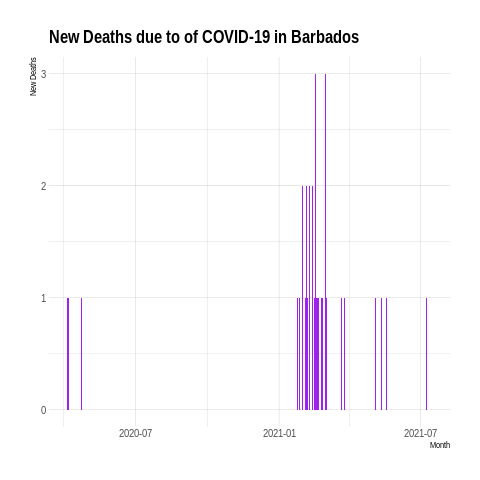 New Deaths due to of COVID-19 in Barbados
New Deaths
3
2
1
0
2020-07
2021-01
2021-07
Month